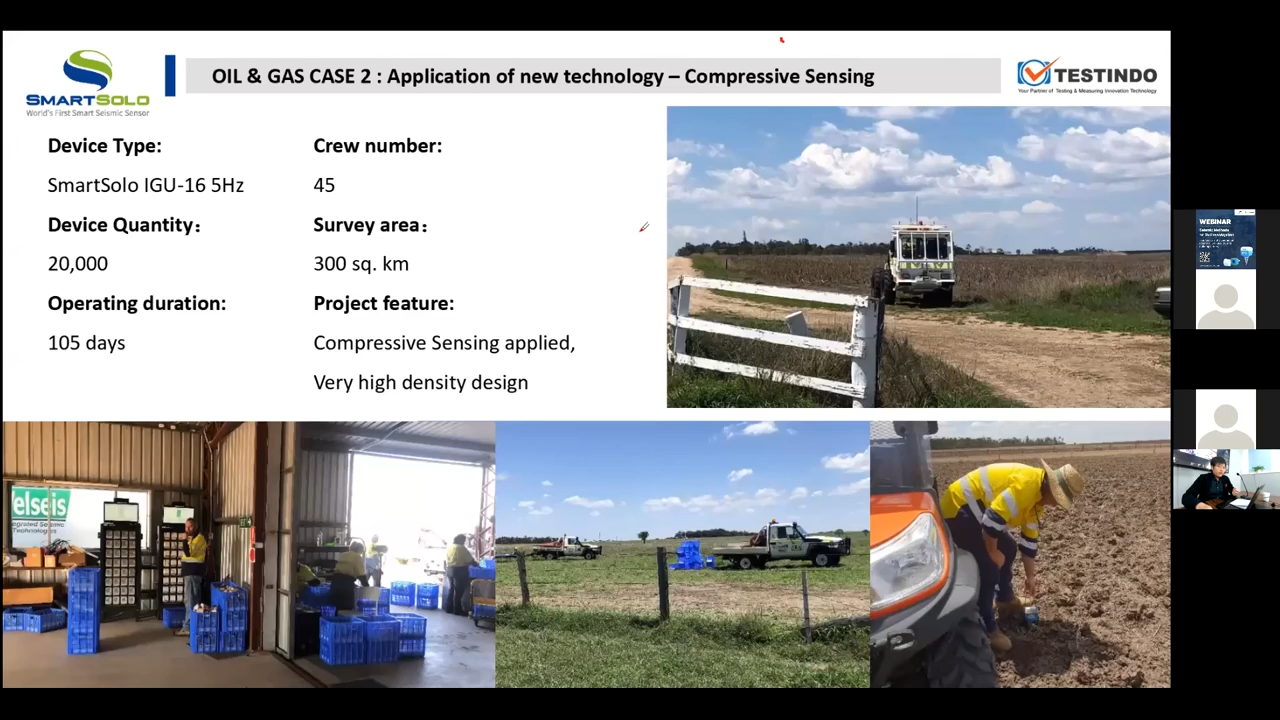 SMARTSOLO
World's First Smart Seismic Sensor
OIL & GAS CASE 2 : Application of new technology – Compressive Sensing
TESTINDO
Your Partner of Testing & Measuring Innovation Technology
Device Type:
Crew number:
SmartSolo IGU-16 5Hz
45
Device Quantity：
Survey area：
20,000
300 sq. km
Operating duration:
Project feature:
105 days
Compressive Sensing applied,
Very high density design
elseis
Technologies
WEBINAR